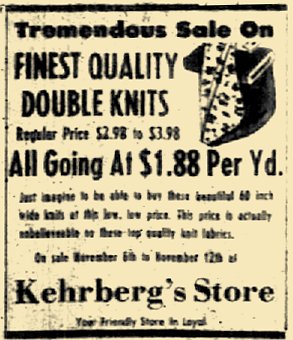 Tremendous Sale On
FINEST QUALITY
DOUBLE KNITS
Regular Price $2.98 to $3.98
All Going At $1.88 Per Yd.
Just imagine to be able to buy these beautiful 60 inch
wide knits at this low, low price. This price is actually
unbelievable on these top quality knit fabrics.
On sale November 6th to November 12th at
Kehrberg's Store
Your Friendly Store In Loyal